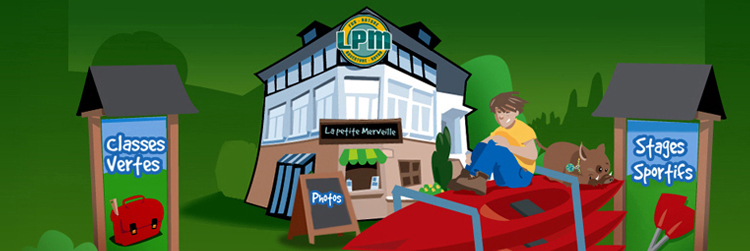 LPM
La petite Merveille
Classes
Vertes
Photos
Stages
Sportifs